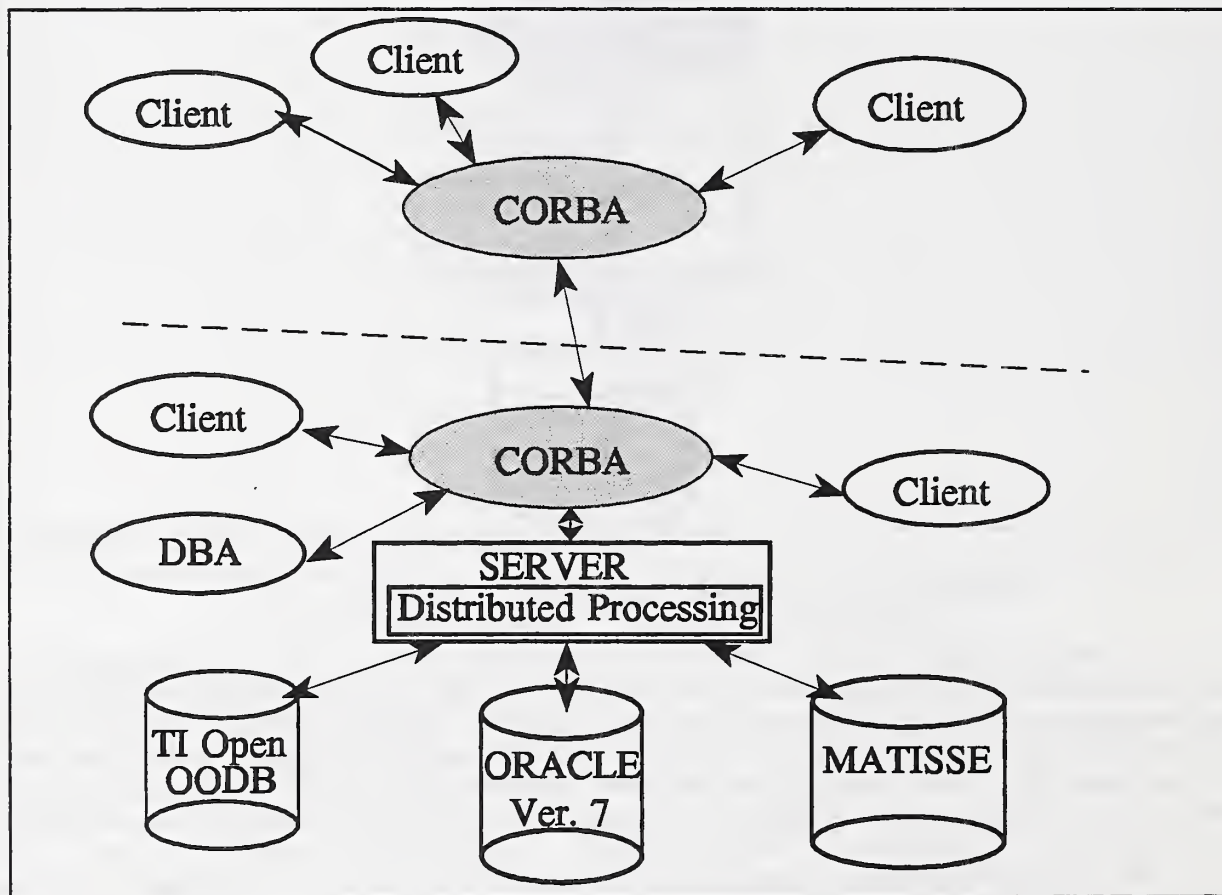 Client
Client
Client
CORBA
Client
CORBA
Client
DBA
SERVER
Distributed Processing
TI Open
OODB
ORACLE
Ver. 7
MATISSE